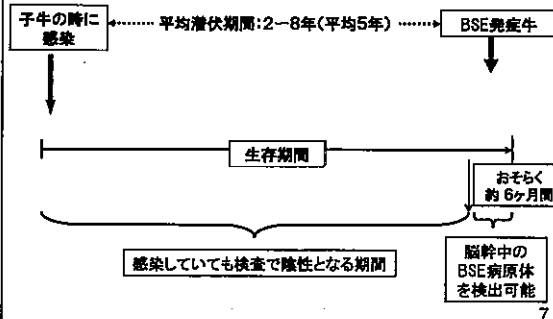 子牛の時に
感染
平均潜伏期間：2－8年（平均5年）
BSE発症牛
生存期間
おそらく
約6ヶ月間
感染していても検査で陰性となる期間
脳幹中の
BSE病原体
を検出可能
7